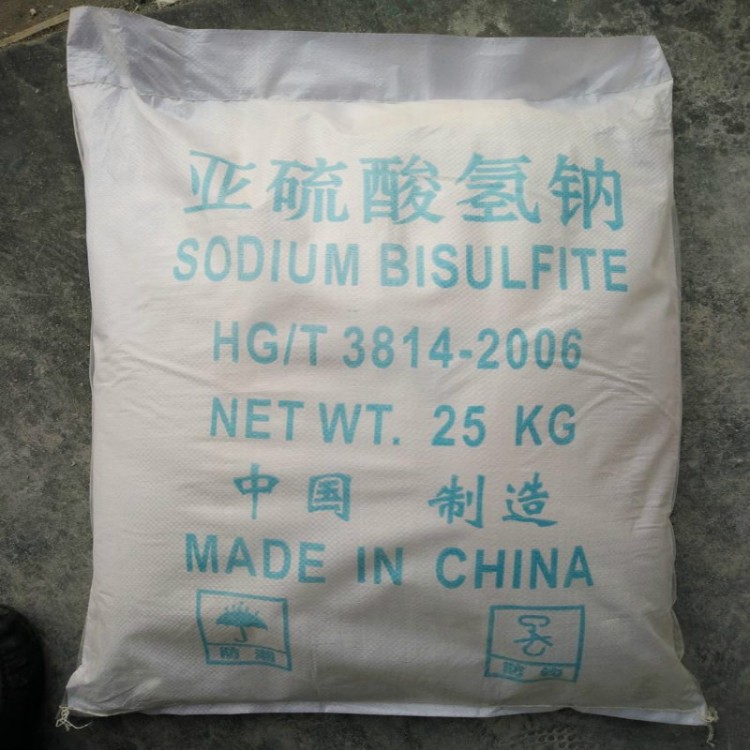 亚硫酸氢钠
SODIUM BISULFITE
HG/T 3814-2006
NET WT. 25 KG
中国 制造
MADE IN CHINA
防潮 防钩